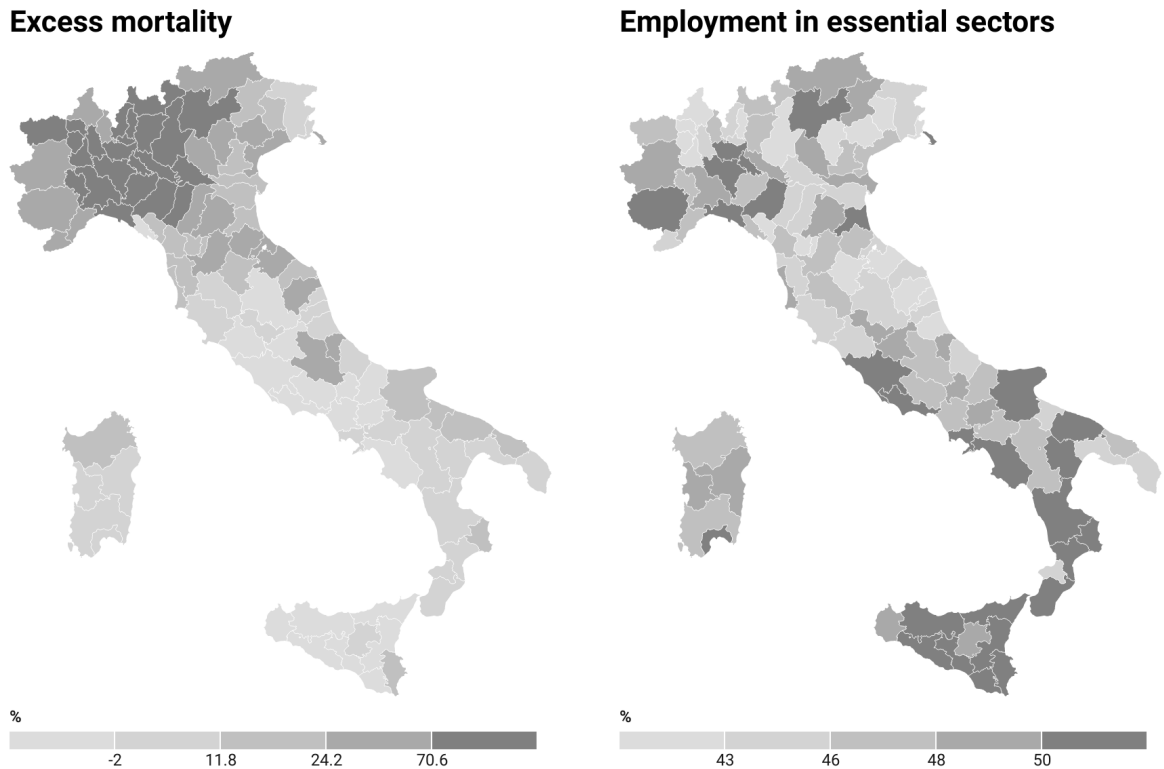 Excess mortality
Employment in essential sectors
%
-2 11.8 24.2 70.6
%
43 46 48 50